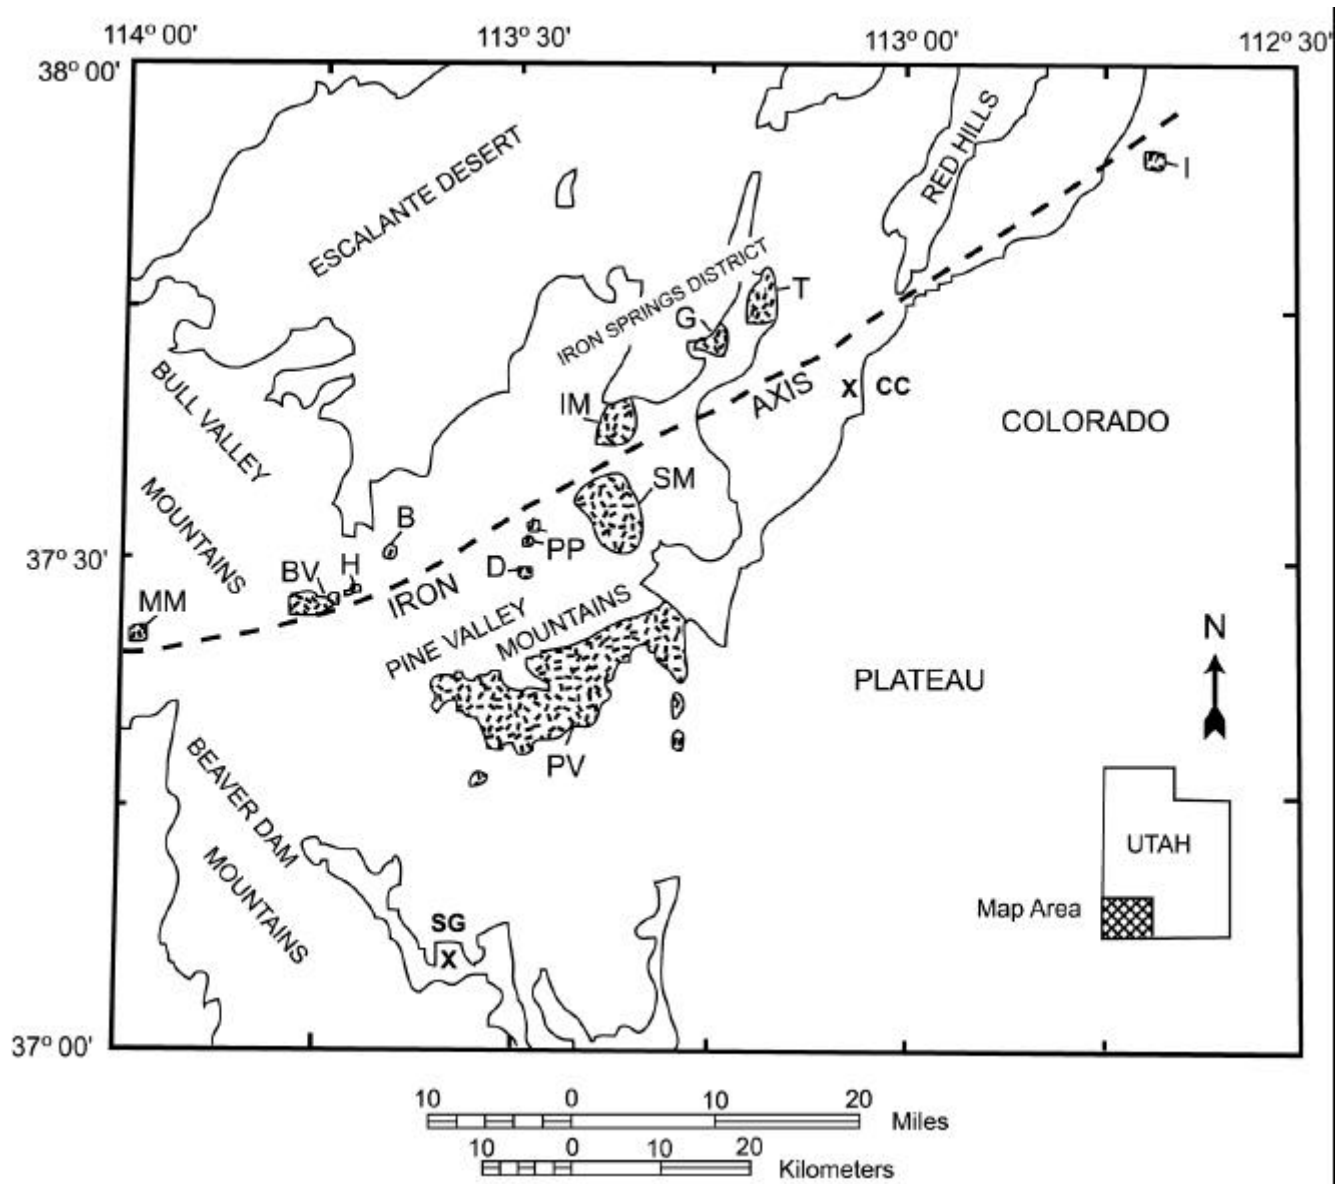 114° 00'
113° 30'
113° 00'
112° 30'
38° 00'
ESCALANTE DESERT
RED HILLS
I
IRON SPRINGS DISTRICT
T
G
BULL VALLEY
MOUNTAINS
IM
AXIS
X CC
COLORADO
SM
B
PP
37° 30'
D
BV
H
IRON
MM
PINE VALLEY
MOUNTAINS
N
PLATEAU
PV
BEAVER DAM
MOUNTAINS
UTAH
Map Area
SG
X
37° 00'
10 0 10 20
Miles
10 0 10 20
Kilometers